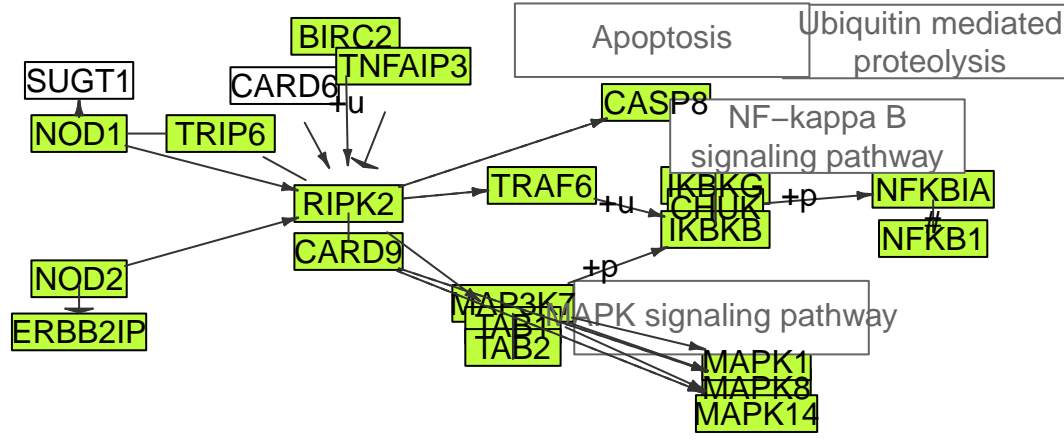 BIRC2
Apoptosis
Ubiquitin mediated
proteolysis
TNFAIP3
SUGT1
CARD6
+u
CASP8
NF−kappa B
signaling pathway
NOD1
TRIP6
RIPK2
TRAF6
+u
IKBKG
CHUK
IKBKB
+p
NFKBIA
#
NFKB1
CARD9
+p
NOD2
ERBB2IP
MAP3K7
TAB1
TAB2
MAPK signaling pathway
MAPK1
MAPK8
MAPK14